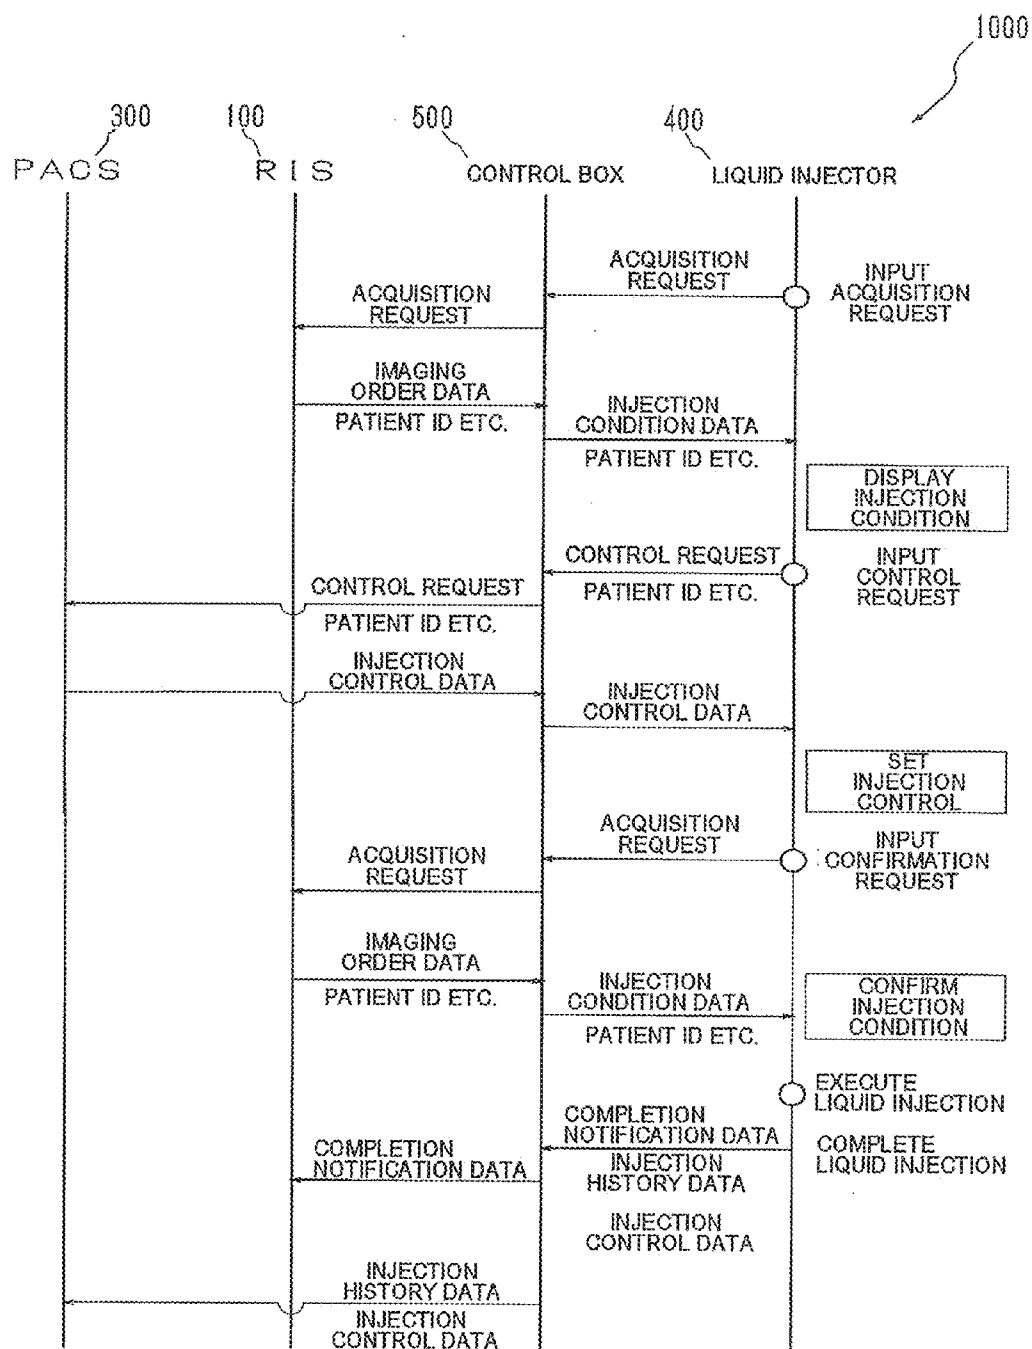 1000
300
100
500
400
PACS
RIS
CONTROL BOX
LIQUID INJECTOR
ACQUISITION
REQUEST
INPUT
ACQUISITION
REQUEST
ACQUISITION
REQUEST
IMAGING
ORDER DATA
PATIENT ID ETC.
INJECTION
CONDITION DATA
PATIENT ID ETC.
DISPLAY
INJECTION
CONDITION
CONTROL REQUEST
PATIENT ID ETC.
INPUT
CONTROL
REQUEST
CONTROL REQUEST
PATIENT ID ETC.
INJECTION
CONTROL DATA
INJECTION
CONTROL DATA
SET
INJECTION
CONTROL
ACQUISITION
REQUEST
INPUT
CONFIRMATION
REQUEST
ACQUISITION
REQUEST
IMAGING
ORDER DATA
PATIENT ID ETC.
INJECTION
CONDITION DATA
PATIENT ID ETC.
CONFIRM
INJECTION
CONDITION
EXECUTE
LIQUID INJECTION
COMPLETION
NOTIFICATION DATA
INJECTION
HISTORY DATA
INJECTION
CONTROL DATA
COMPLETE
LIQUID INJECTION
COMPLETION
NOTIFICATION DATA
INJECTION
HISTORY DATA
INJECTION
CONTROL DATA